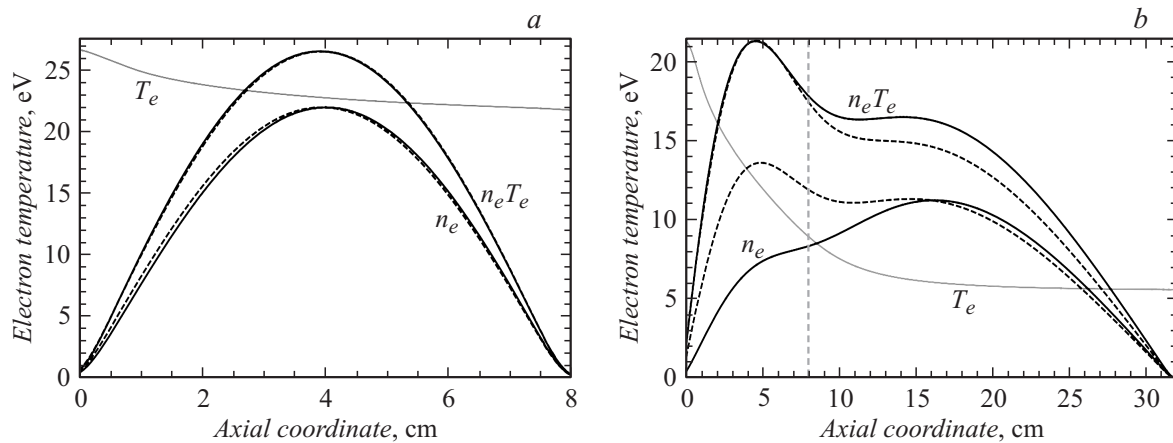 a
25
20
15
10
5
0
Electron temperature, eV
T_e
n_eT_e
n_e
0 2 4 6 8
Axial coordinate, cm
b
20
15
10
5
0
Electron temperature, eV
n_eT_e
n_e
T_e
0 5 10 15 20 25 30
Axial coordinate, cm